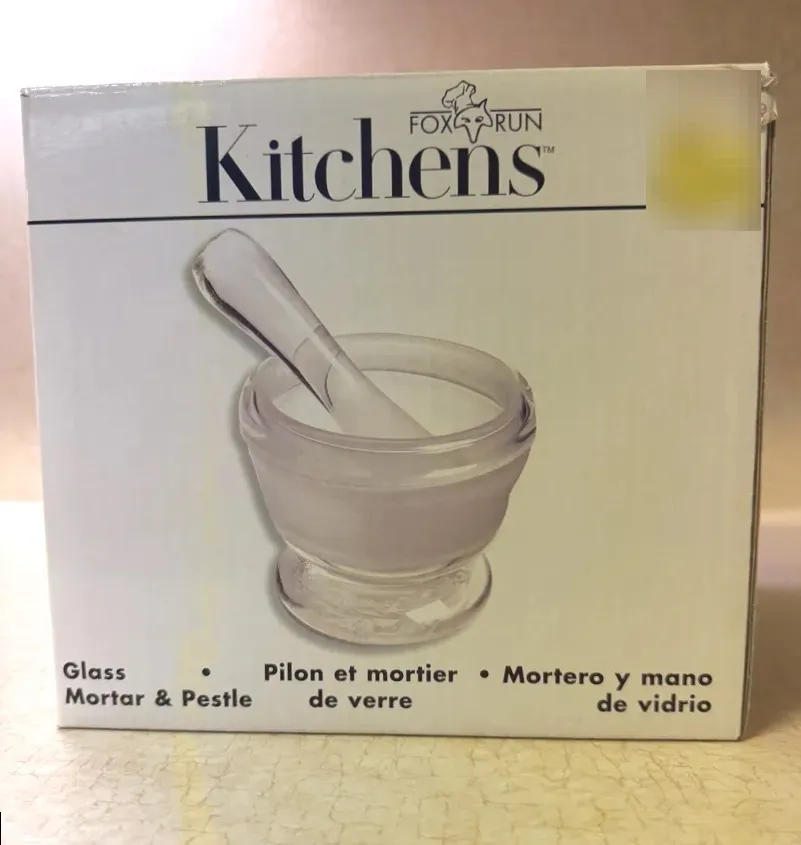 FOX RUN
Kitchens™
Glass • Pilon et mortier • Mortero y mano
Mortar & Pestle de verre de vidrio